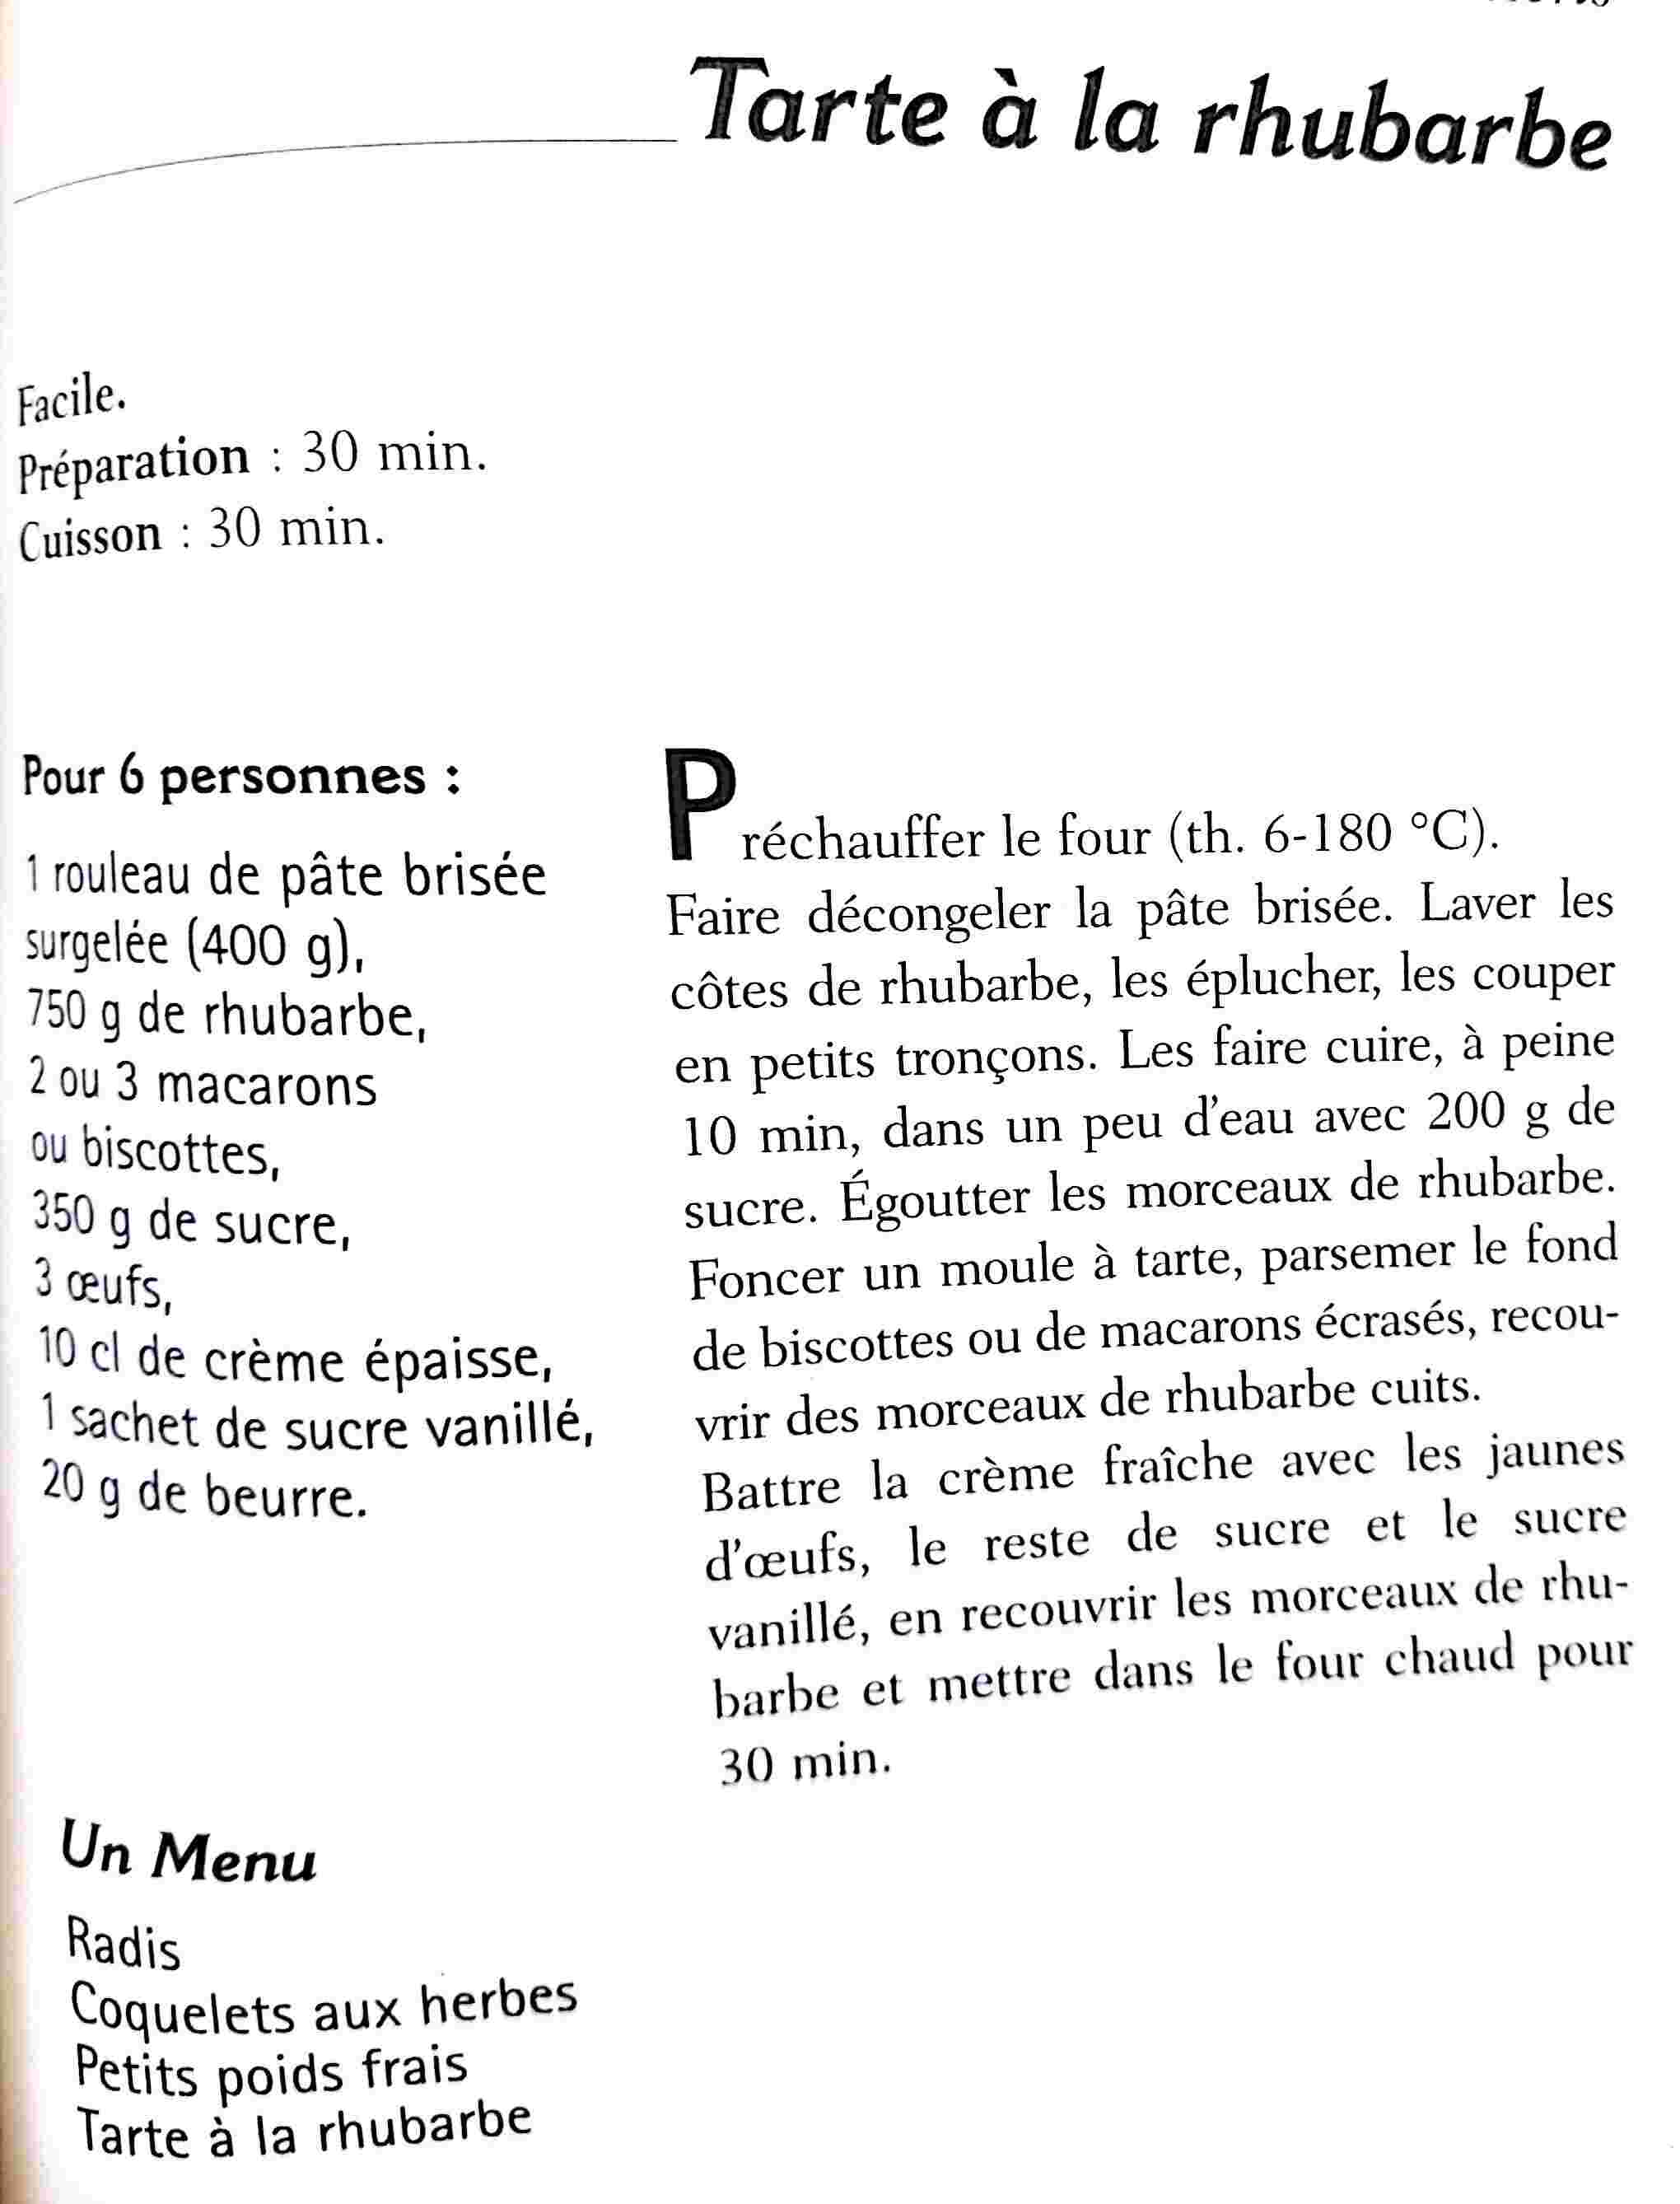 Tarte à la rhubarbe
Facile.
Préparation : 30 min.
Cuisson : 30 min.
Pour 6 personnes :
1 rouleau de pâte brisée
surgelée (400 g),
750 g de rhubarbe,
2 ou 3 macarons
ou biscottes,
350 g de sucre,
3 œufs,
10 cl de crème épaisse,
1 sachet de sucre vanillé,
20 g de beurre.
Préchauffer le four (th. 6-180 °C).
Faire décongeler la pâte brisée. Laver les
côtes de rhubarbe, les éplucher, les couper
en petits tronçons. Les faire cuire, à peine
10 min, dans un peu d'eau avec 200 g de
sucre. Égoutter les morceaux de rhubarbe.
Foncer un moule à tarte, parsemer le fond
de biscottes ou de macarons écrasés, recou-
vrir des morceaux de rhubarbe cuits.
Battre la crème fraîche avec les jaunes
d'œufs, le reste de sucre et le sucre
vanillé, en recouvrir les morceaux de rhu-
barbe et mettre dans le four chaud pour
30 min.
Un Menu
Radis
Coquelets aux herbes
Petits poids frais
Tarte à la rhubarbe